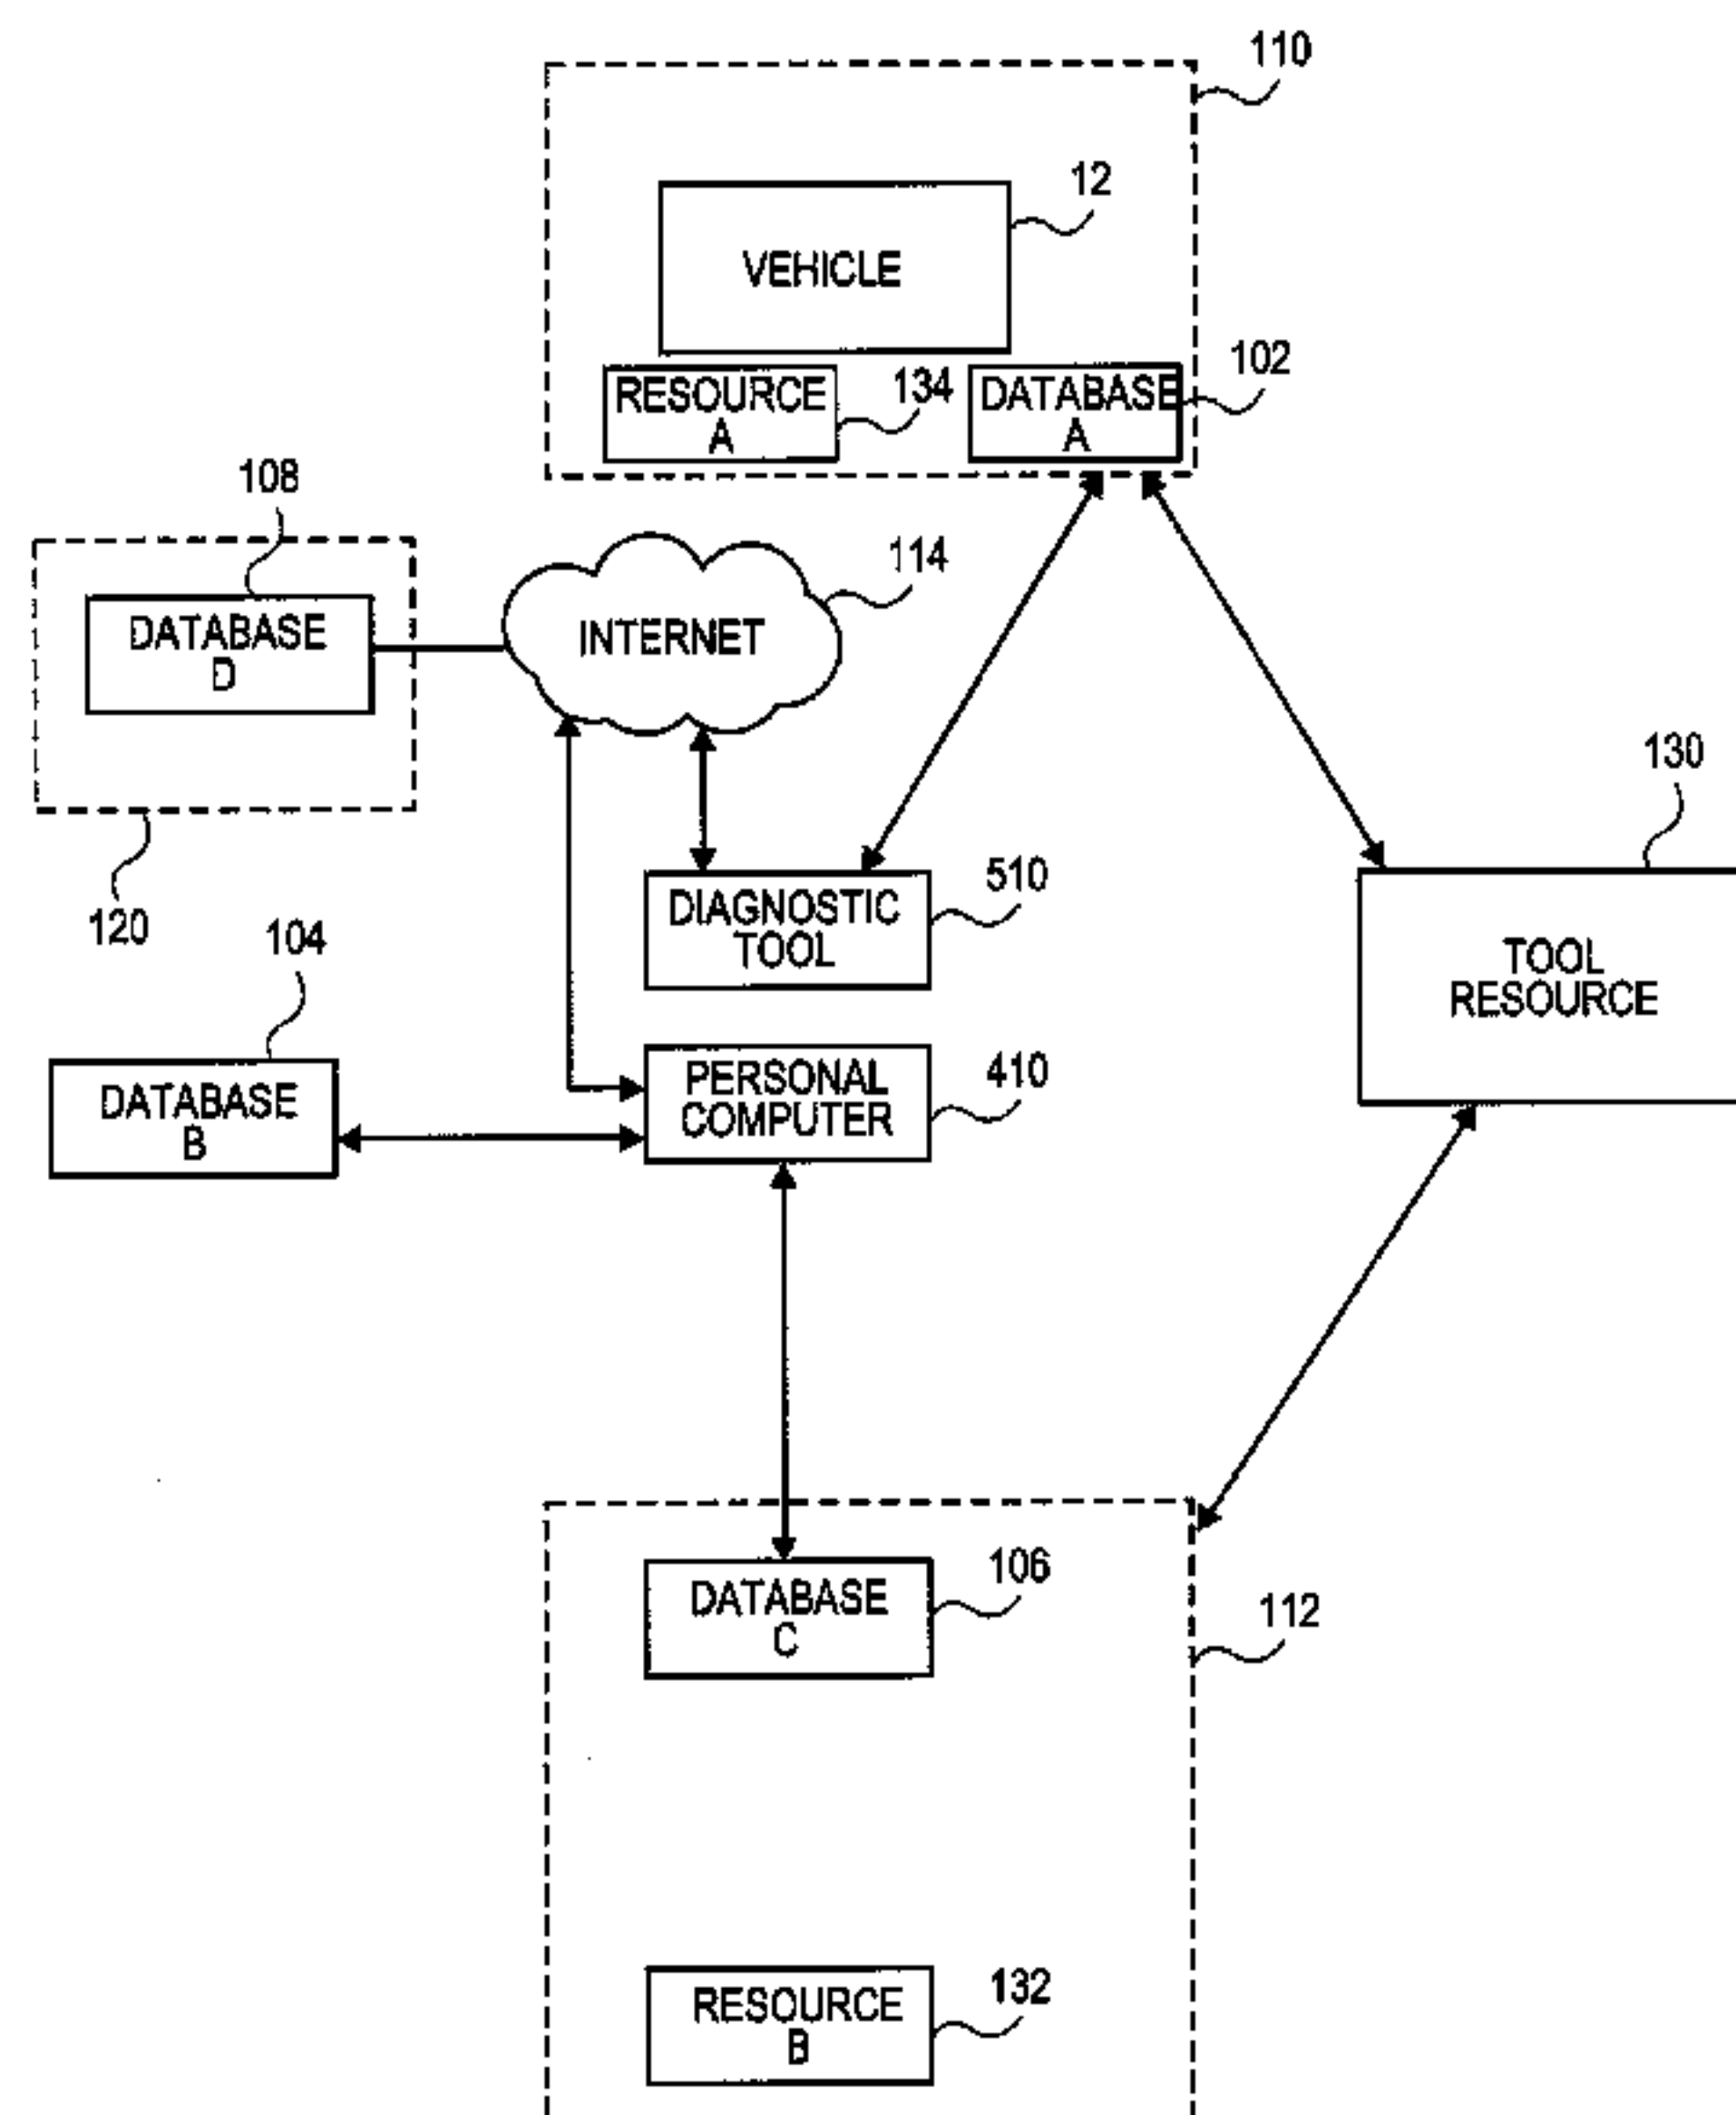 110
12
VEHICLE
102
134
RESOURCE
A
DATABASE
A
108
114
DATABASE
D
INTERNET
130
120
510
DIAGNOSTIC
TOOL
104
TOOL
RESOURCE
410
PERSONAL
COMPUTER
DATABASE
B
106
DATABASE
C
112
132
RESOURCE
B